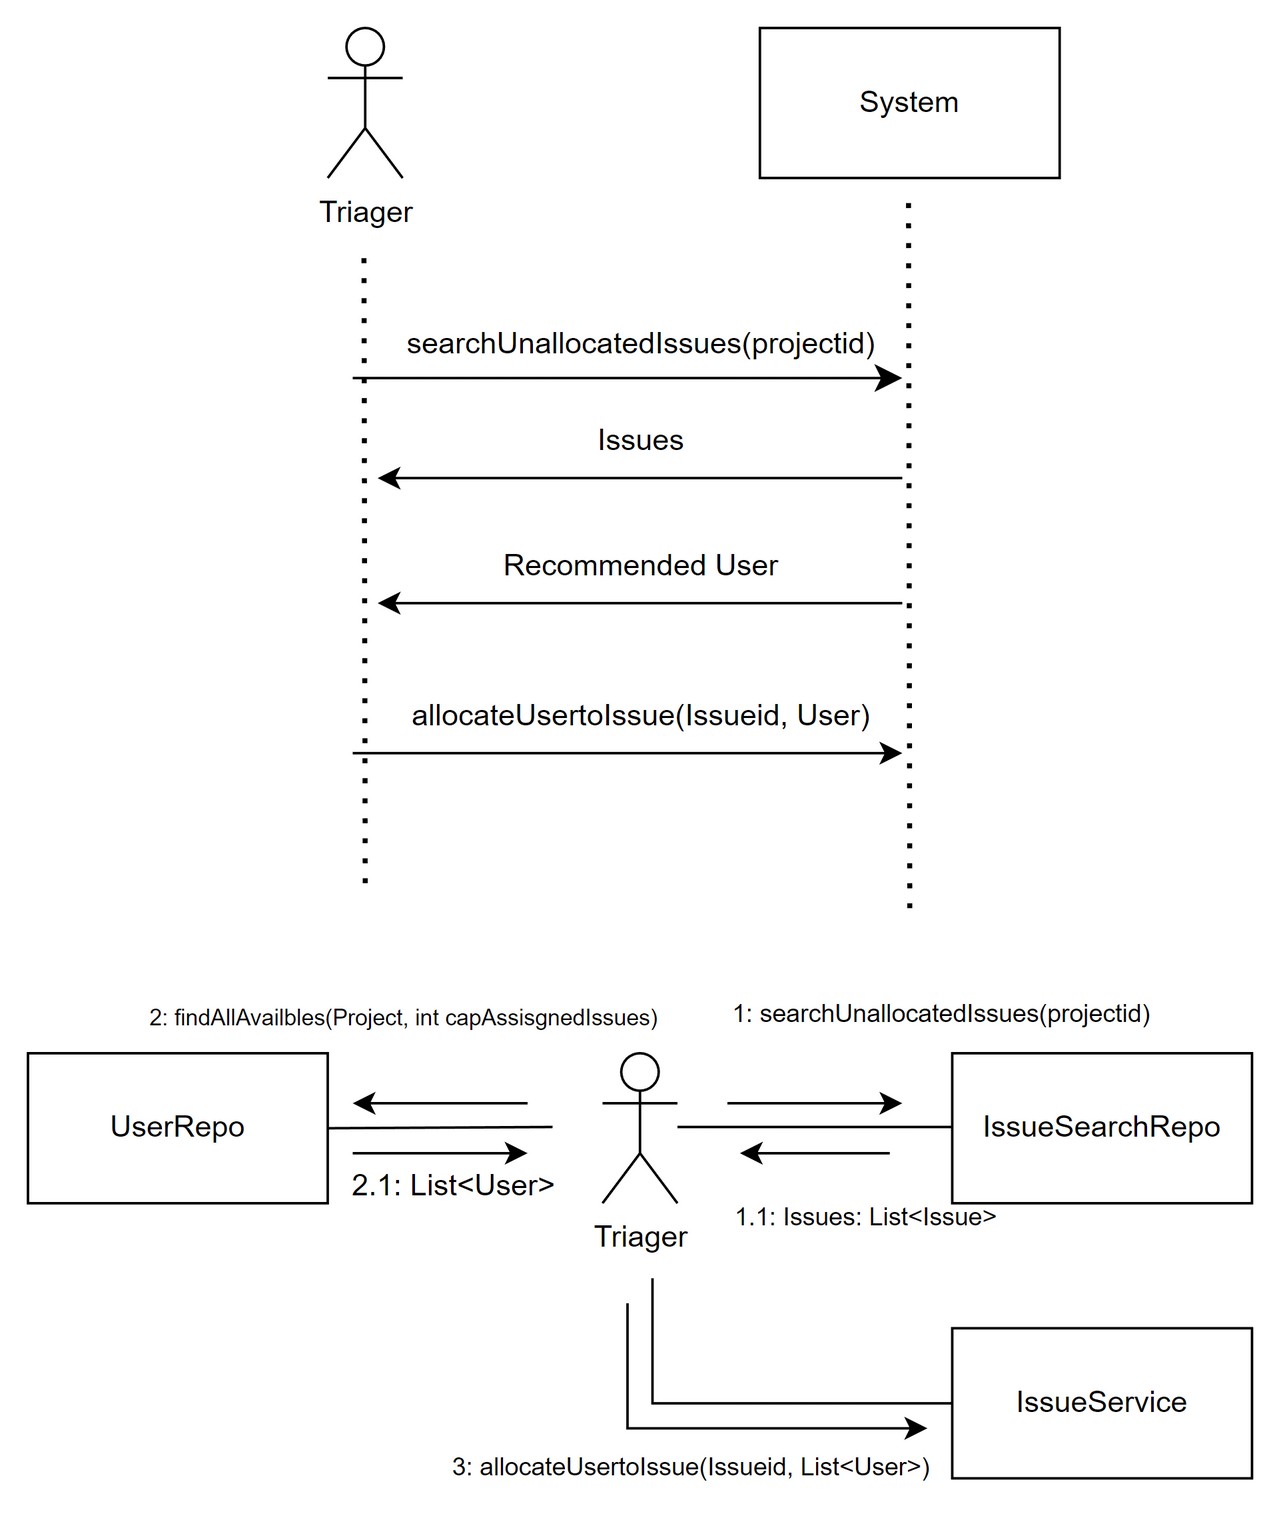 System
Triager
searchUnallocatedIssues(projectid)
Issues
Recommended User
allocateUsertoIssue(Issueid, User)
2: findAllAvailbles(Project, int capAssisgnedIssues)
1: searchUnallocatedIssues(projectid)
UserRepo
IssueSearchRepo
2.1: List<User>
1.1: Issues: List<Issue>
Triager
IssueService
3: allocateUsertoIssue(Issueid, List<User>)